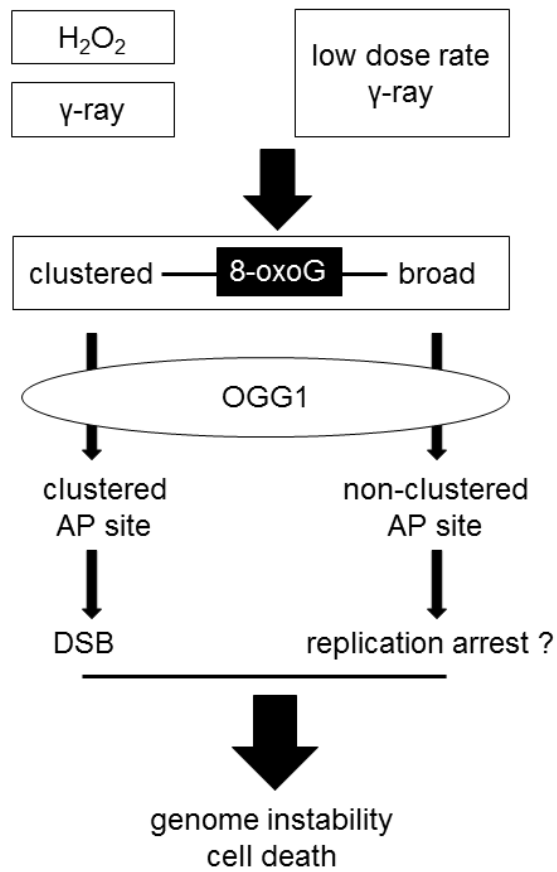 H₂O₂
γ-ray
low dose rate
γ-ray
clustered 8-oxoG broad
OGG1
clustered
AP site
non-clustered
AP site
DSB
replication arrest ?
genome instability
cell death